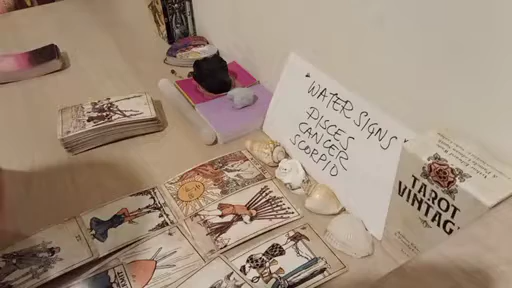 WATER SIGNS
PISCES
CANCER
SCORPIO
TAROT
VINTAGE